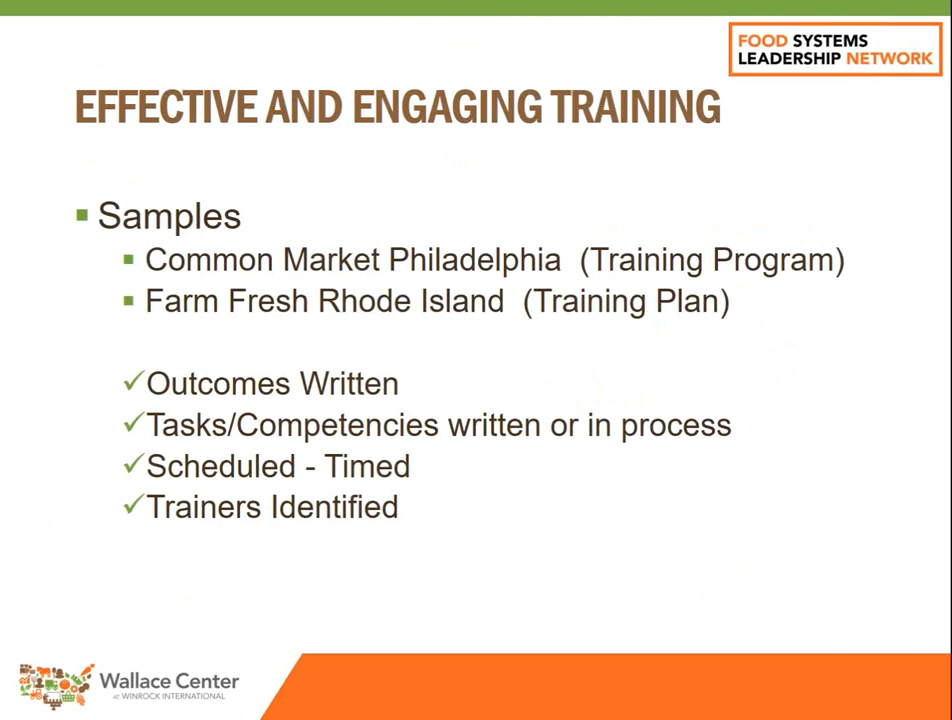 FOOD SYSTEMS
LEADERSHIP NETWORK
EFFECTIVE AND ENGAGING TRAINING
Samples
Common Market Philadelphia (Training Program)
Farm Fresh Rhode Island (Training Plan)
Outcomes Written
Tasks/Competencies written or in process
Scheduled - Timed
Trainers Identified
Wallace Center
AT WINROCK INTERNATIONAL